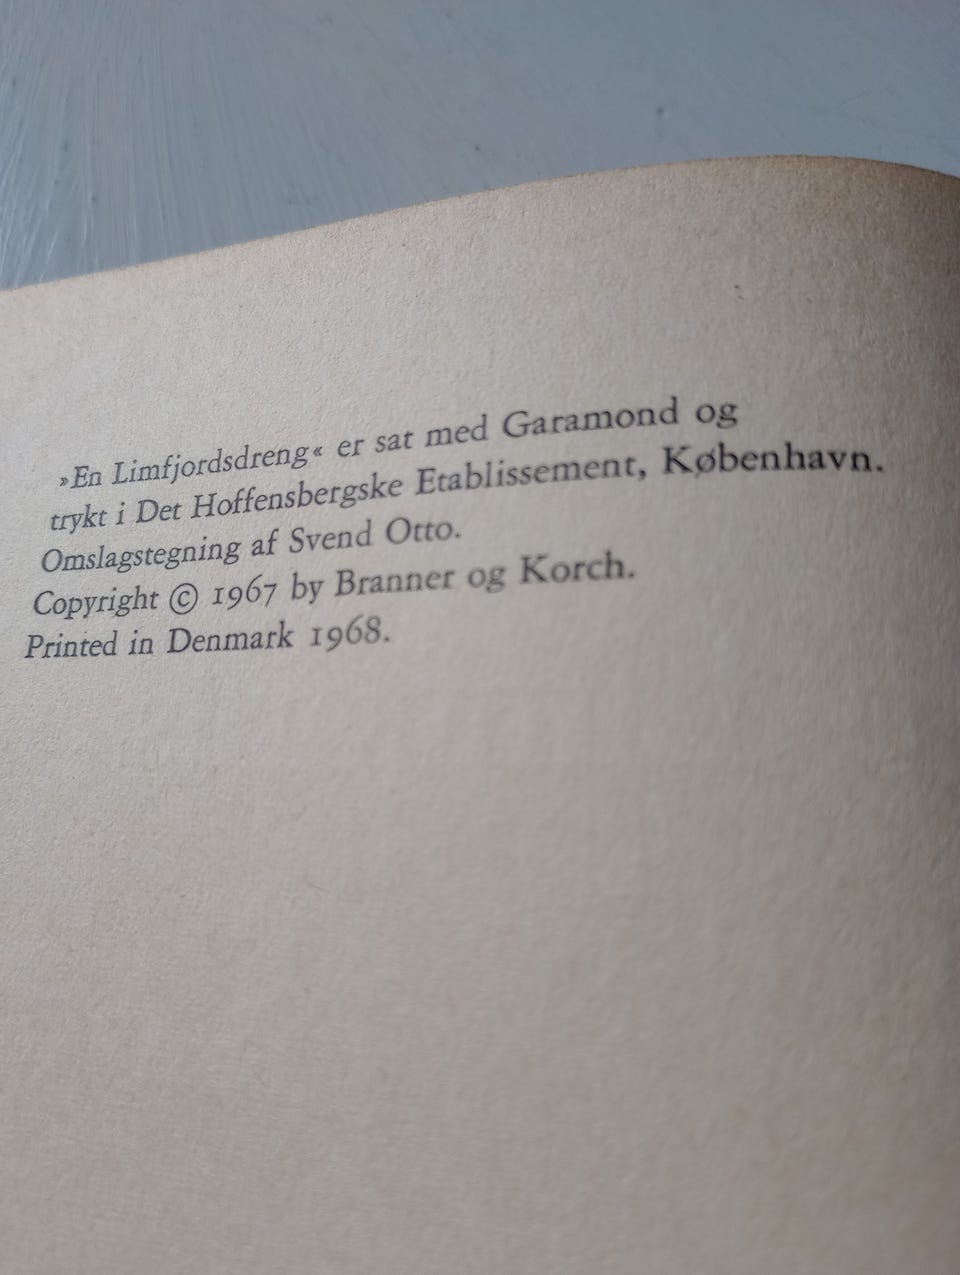 »En Limfjordsdreng« er sat med Garamond og
trykt i Det Hoffensbergske Etablissement, København.
Omslagstegning af Svend Otto.
Copyright © 1967 by Branner og Korch.
Printed in Denmark 1968.